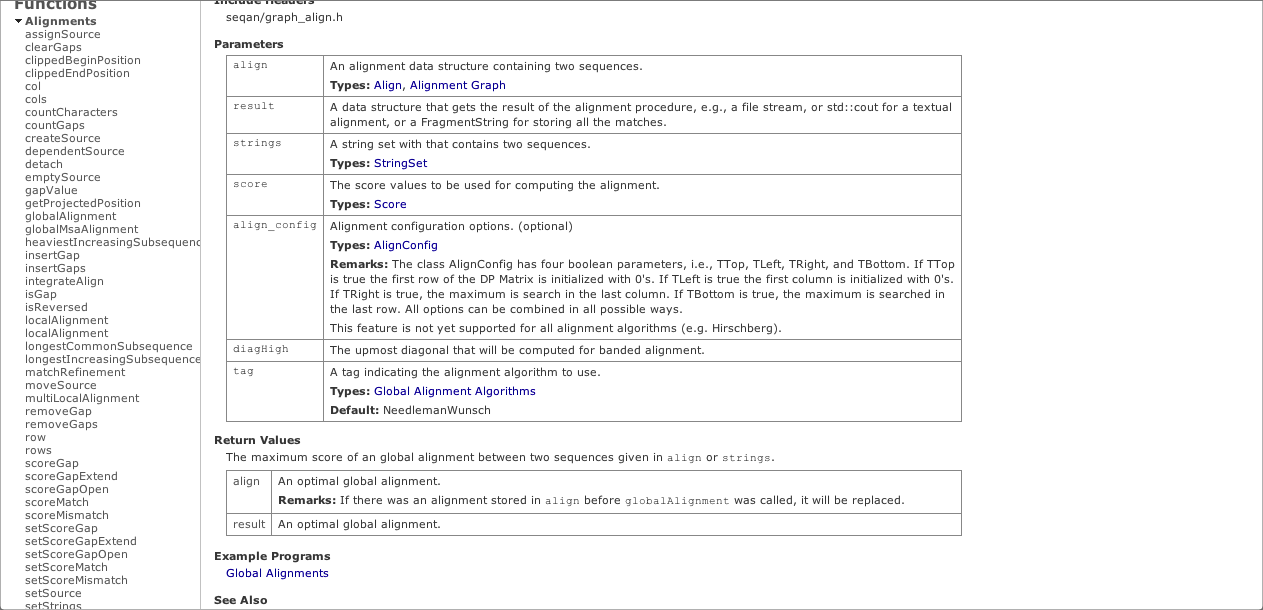 Functions
Alignments
assignSource
clearGaps
clippedBeginPosition
clippedEndPosition
col
cols
countCharacters
countGaps
createSource
dependentSource
detach
emptySource
gapValue
getProjectedPosition
globalAlignment
globalMsaAlignment
heaviestIncreasingSubsequenc
insertGap
insertGaps
integrateAlign
isGap
isReversed
localAlignment
localAlignment
longestCommonSubsequence
longestIncreasingSubsequence
matchRefinement
moveSource
multiLocalAlignment
removeGap
removeGaps
row
rows
scoreGap
scoreGapExtend
scoreGapOpen
scoreMatch
scoreMismatch
setScoreGap
setScoreGapExtend
setScoreGapOpen
setScoreMatch
setScoreMismatch
setSource
setStrings
Include Headers
seqan/graph_align.h
Parameters
align
An alignment data structure containing two sequences.
Types: Align, Alignment Graph
result
A data structure that gets the result of the alignment procedure, e.g., a file stream, or std::cout for a textual
alignment, or a FragmentString for storing all the matches.
strings
A string set with that contains two sequences.
Types: StringSet
score
The score values to be used for computing the alignment.
Types: Score
align_config
Alignment configuration options. (optional)
Types: AlignConfig
Remarks: The class AlignConfig has four boolean parameters, i.e., TTop, TLeft, TRight, and TBottom. If TTop
is true the first row of the DP Matrix is initialized with 0's. If TLeft is true the first column is initialized with 0's.
If TRight is true, the maximum is search in the last column. If TBottom is true, the maximum is searched in
the last row. All options can be combined in all possible ways.
This feature is not yet supported for all alignment algorithms (e.g. Hirschberg).
diagHigh
The upmost diagonal that will be computed for banded alignment.
tag
A tag indicating the alignment algorithm to use.
Types: Global Alignment Algorithms
Default: NeedlemanWunsch
Return Values
The maximum score of an global alignment between two sequences given in align or strings.
align
An optimal global alignment.
Remarks: If there was an alignment stored in align before globalAlignment was called, it will be replaced.
result
An optimal global alignment.
Example Programs
Global Alignments
See Also